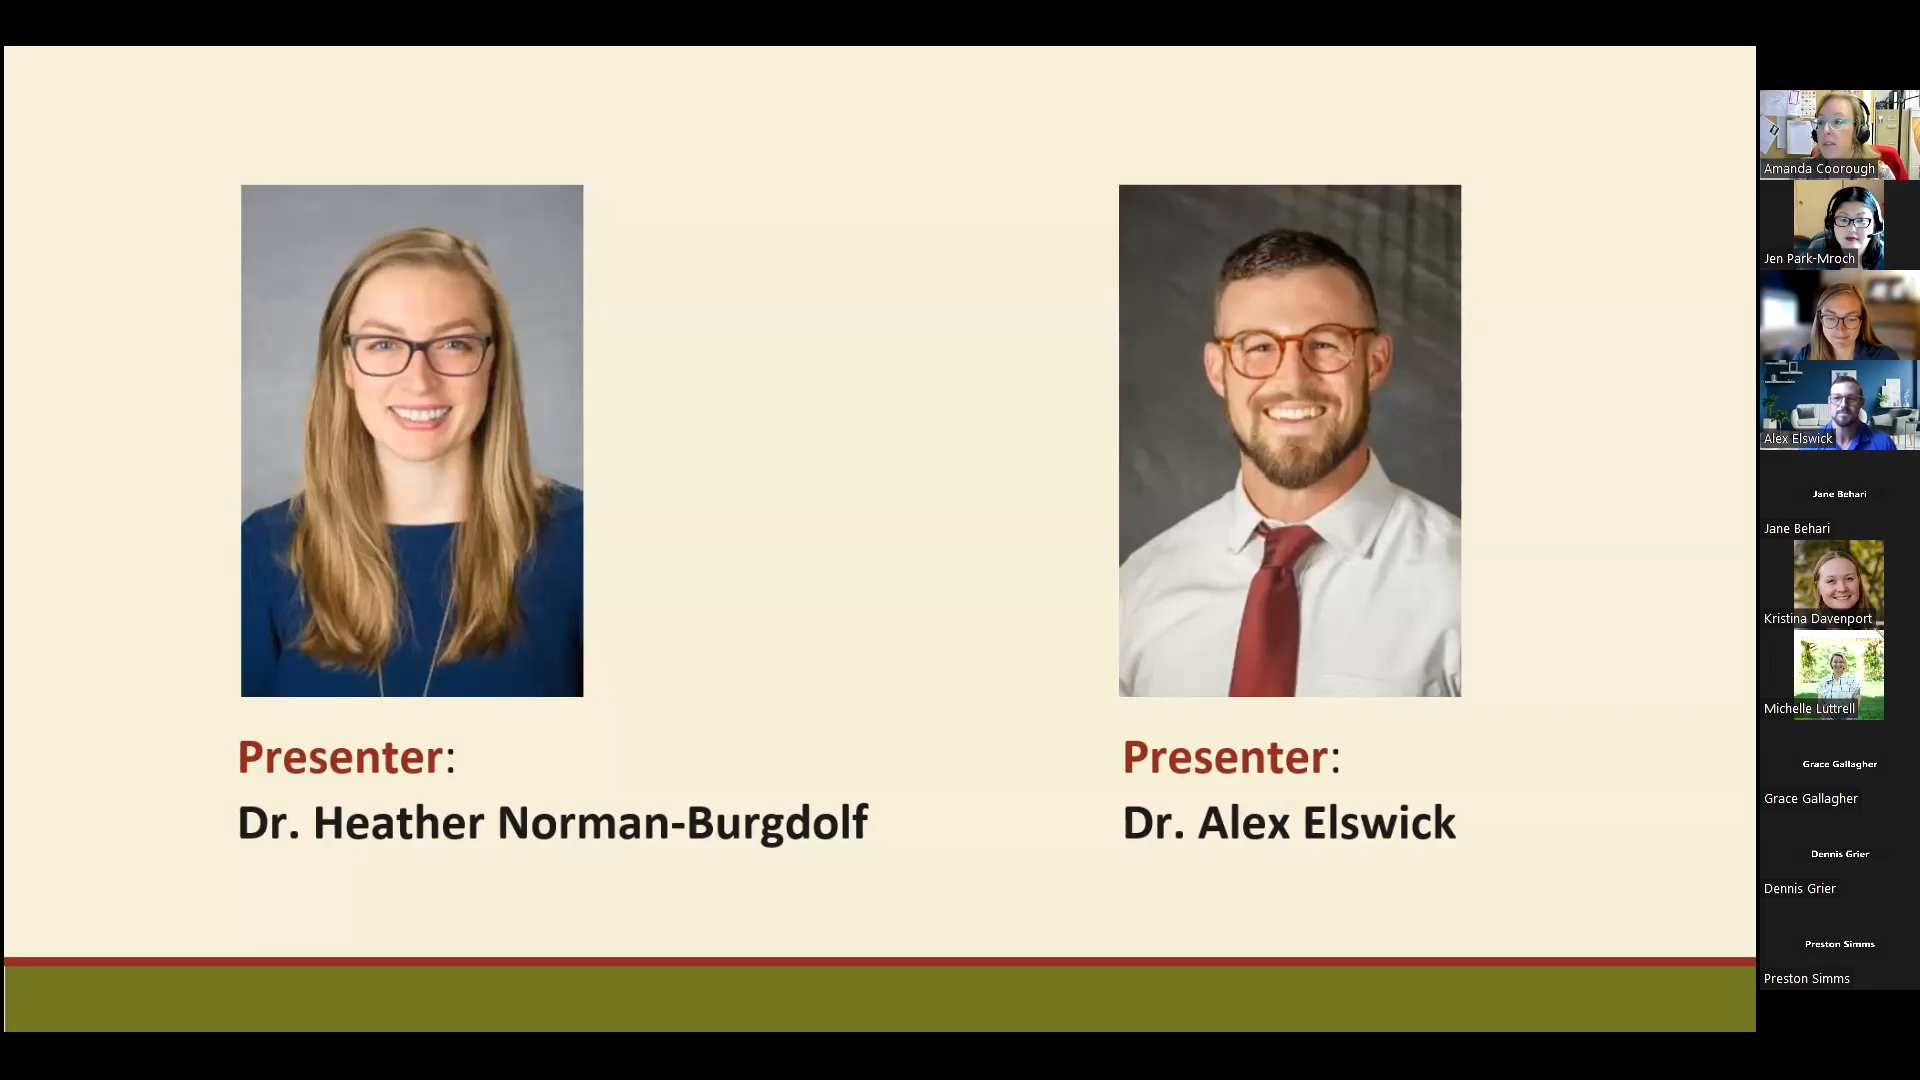 Presenter:
Dr. Heather Norman-Burgdolf
Presenter:
Dr. Alex Elswick
Amanda Coorough
Jen Park-Mroch
Alex Elswick
Jane Behari
Jane Behari
Kristina Davenport
Michelle Luttrell
Grace Gallagher
Grace Gallagher
Dennis Grier
Dennis Grier
Preston Simms
Preston Simms